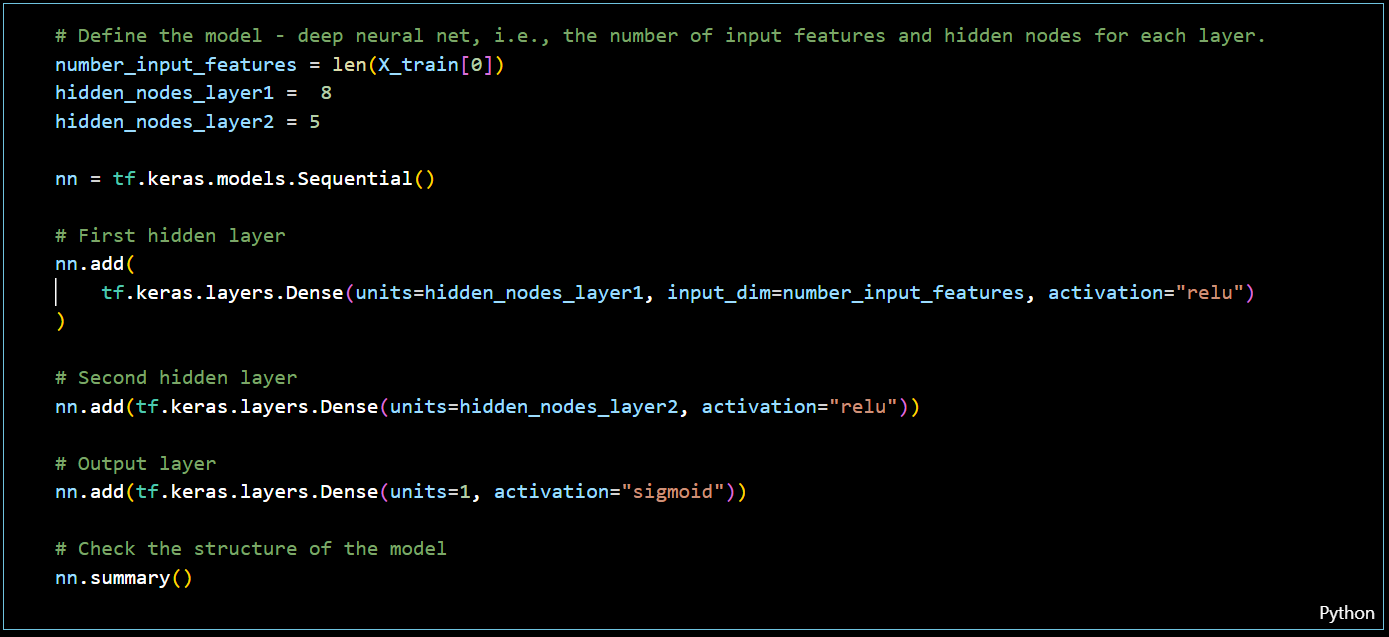 # Define the model - deep neural net, i.e., the number of input features and hidden nodes for each layer.
number_input_features = len(X_train[0])
hidden_nodes_layer1 =  8
hidden_nodes_layer2 = 5

nn = tf.keras.models.Sequential()

# First hidden layer
nn.add(
    tf.keras.layers.Dense(units=hidden_nodes_layer1, input_dim=number_input_features, activation="relu")
)

# Second hidden layer
nn.add(tf.keras.layers.Dense(units=hidden_nodes_layer2, activation="relu"))

# Output layer
nn.add(tf.keras.layers.Dense(units=1, activation="sigmoid"))

# Check the structure of the model
nn.summary()
Python